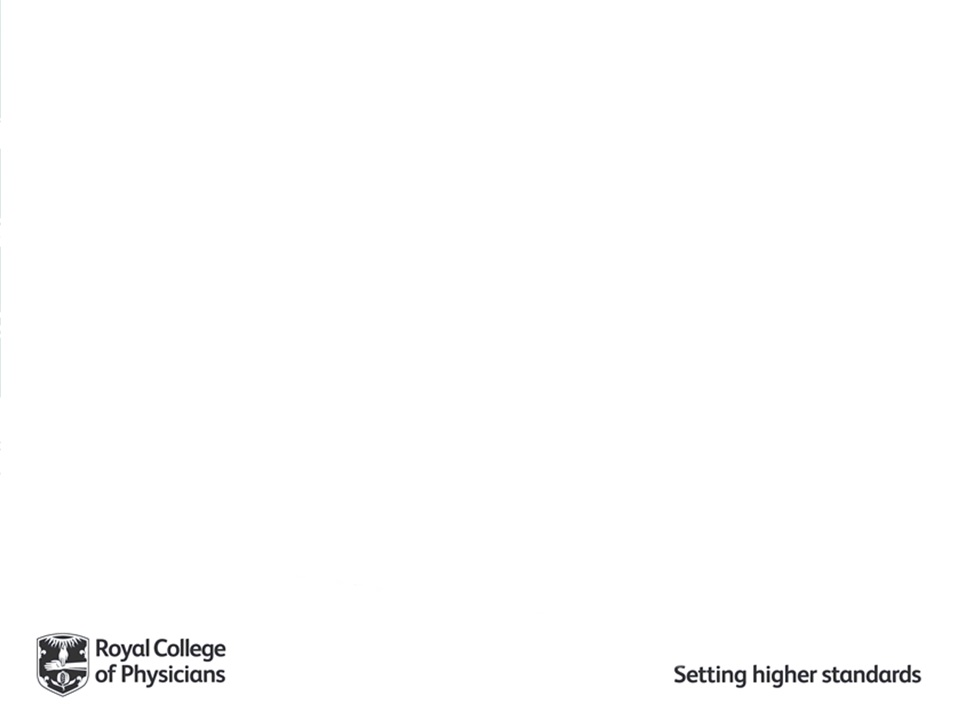 Royal College
of Physicians
Setting higher standards